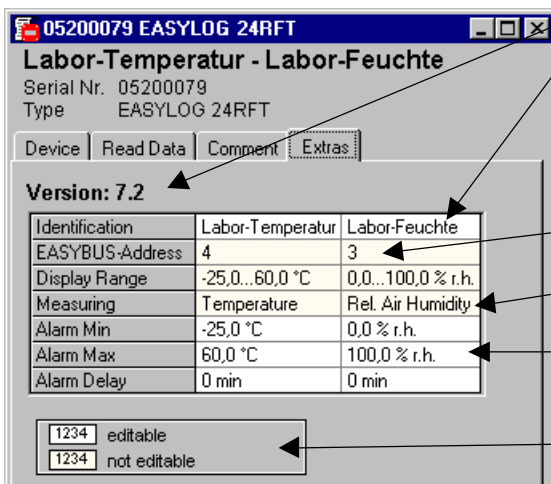 05200079 EASYLOG 24RFT
Labor-Temperatur - Labor-Feuchte
Serial Nr. 05200079
Type EASYLOG 24RFT
Device Read Data Comment Extras
Version: 7.2
Identification Labor-Temperatur Labor-Feuchte
EASYBUS-Address 4 3
Display Range -25,0...60,0 °C 0,0...100,0 % r.h.
Measuring Temperature Rel. Air Humidity
Alarm Min -25,0 °C 0,0 % r.h.
Alarm Max 60,0 °C 100,0 % r.h.
Alarm Delay 0 min 0 min
1234 editable
1234 not editable